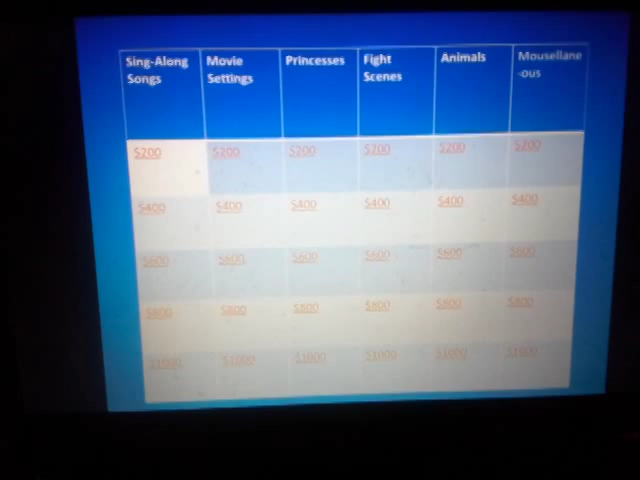 Sing-Along Songs
Movie Settings
Princesses
Fight Scenes
Animals
Mousellane-ous
$200 $200 $200 $200 $200 $200
$400 $400 $400 $400 $400 $400
$600 $600 $600 $600 $600 $600
$800 $800 $800 $800 $800 $800
$1000 $1000 $1000 $1000 $1000 $1000